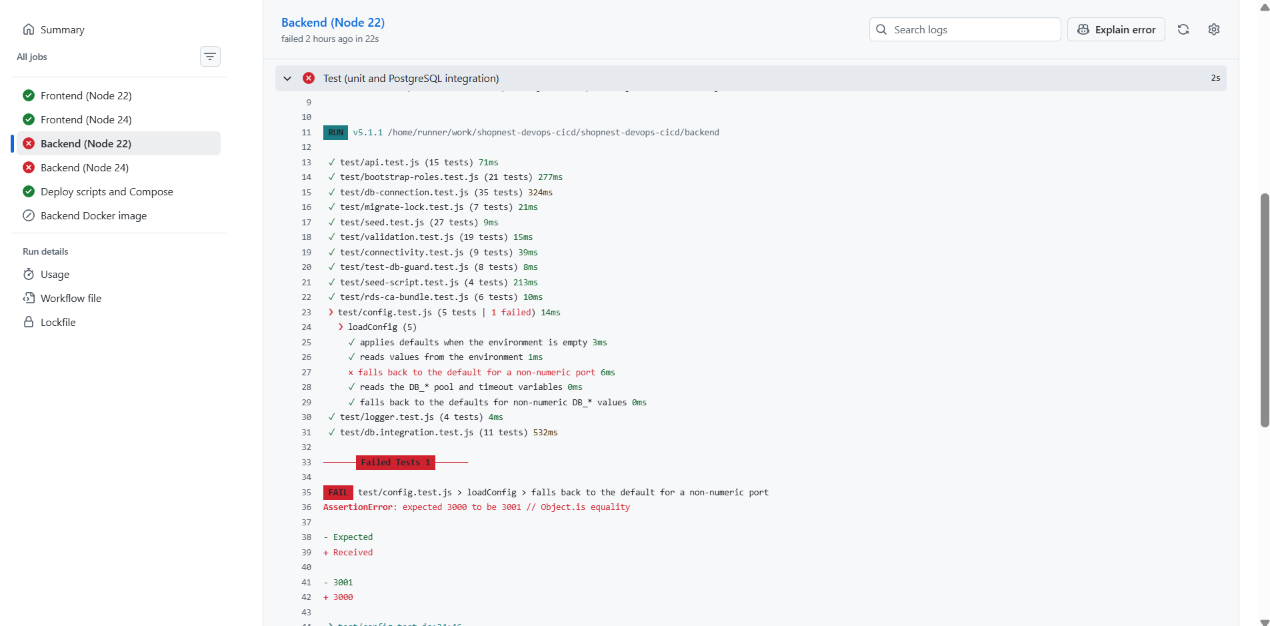 Summary
All jobs
Frontend (Node 22)
Frontend (Node 24)
Backend (Node 22)
Backend (Node 24)
Deploy scripts and Compose
Backend Docker image
Run details
Usage
Workflow file
Lockfile
Backend (Node 22)
failed 2 hours ago in 22s
Search logs
Explain error
Test (unit and PostgreSQL integration) 2s
9
10
11 RUN v5.1.1 /home/runner/work/shopnest-devops-cicd/shopnest-devops-cicd/backend
12
13 ✓ test/api.test.js (15 tests) 71ms
14 ✓ test/bootstrap-roles.test.js (21 tests) 277ms
15 ✓ test/db-connection.test.js (35 tests) 324ms
16 ✓ test/migrate-lock.test.js (7 tests) 21ms
17 ✓ test/seed.test.js (27 tests) 9ms
18 ✓ test/validation.test.js (19 tests) 15ms
19 ✓ test/connectivity.test.js (9 tests) 39ms
20 ✓ test/test-db-guard.test.js (8 tests) 8ms
21 ✓ test/seed-script.test.js (4 tests) 213ms
22 ✓ test/rds-ca-bundle.test.js (6 tests) 10ms
23 ❯ test/config.test.js (5 tests | 1 failed) 14ms
24 ❯ loadConfig (5)
25 ✓ applies defaults when the environment is empty 3ms
26 ✓ reads values from the environment 1ms
27 × falls back to the default for a non-numeric port 6ms
28 ✓ reads the DB_* pool and timeout variables 0ms
29 ✓ falls back to the defaults for non-numeric DB_* values 0ms
30 ✓ test/logger.test.js (4 tests) 4ms
31 ✓ test/db.integration.test.js (11 tests) 532ms
32
33 Failed Tests 1
34
35 FAIL test/config.test.js > loadConfig > falls back to the default for a non-numeric port
36 AssertionError: expected 3000 to be 3001 // Object.is equality
37
38 - Expected
39 + Received
40
41 - 3001
42 + 3000
43